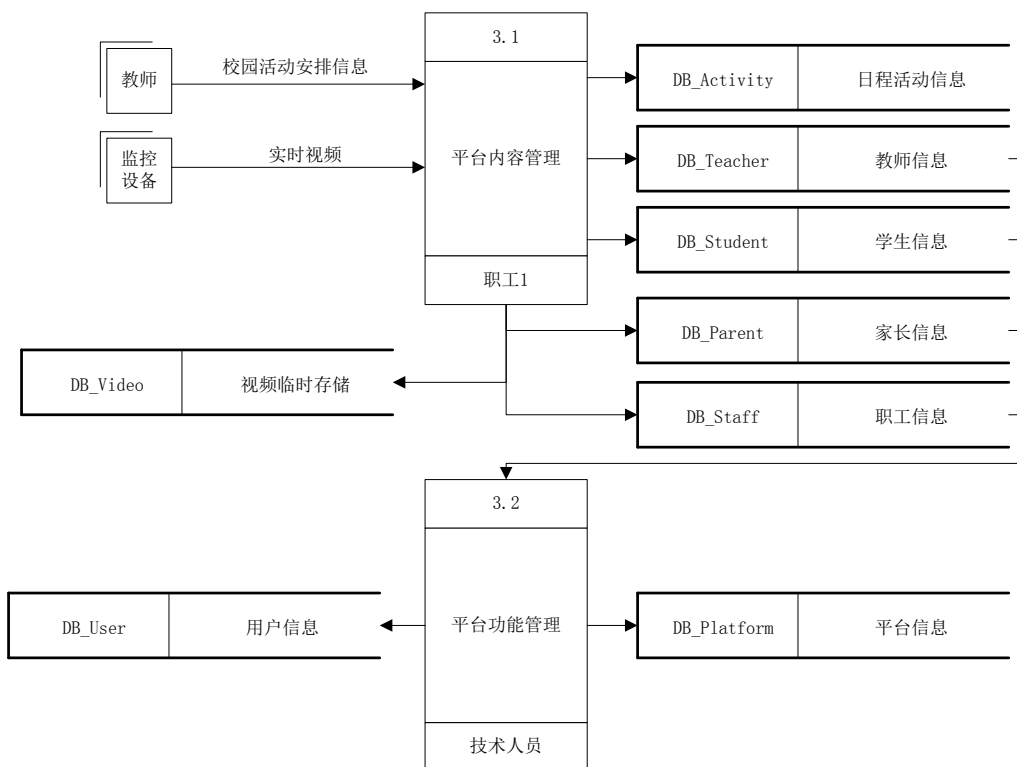 3.1
教师
校园活动安排信息
DB_Activity
日程活动信息
监控
设备
实时视频
平台内容管理
DB_Teacher
教师信息
DB_Student
学生信息
职工1
DB_Parent
家长信息
DB_Video
视频临时存储
DB_Staff
职工信息
3.2
DB_User
用户信息
平台功能管理
DB_Platform
平台信息
技术人员